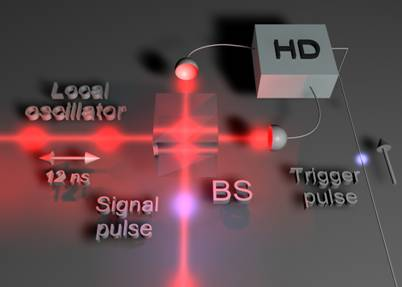 HD
Local
oscillator
12 ns
Signal
pulse
BS
Trigger
pulse